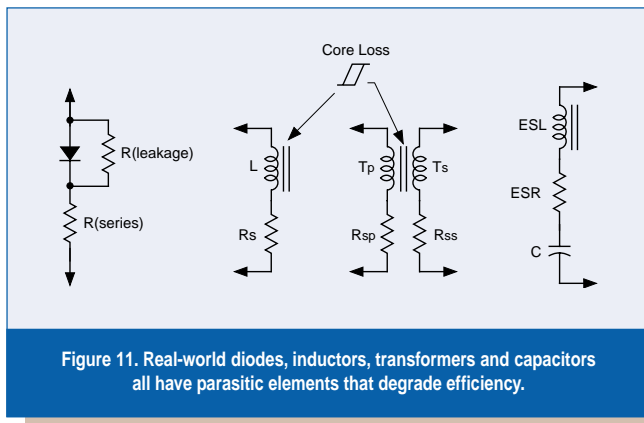 Core Loss
R(leakage)
R(series)
L
Rs
Tp
Ts
Rsp
Rss
ESL
ESR
C
Figure 11. Real-world diodes, inductors, transformers and capacitors
all have parasitic elements that degrade efficiency.